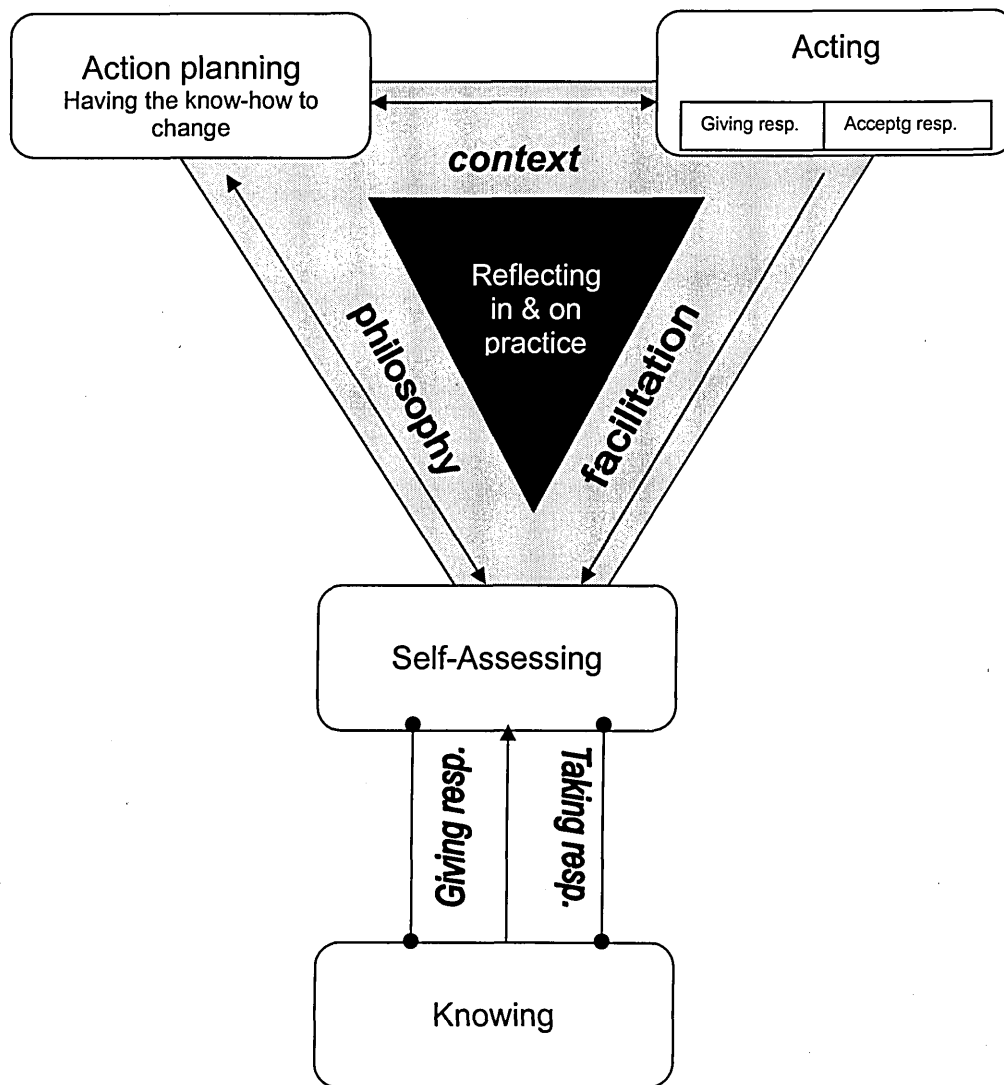 Action planning
Having the know-how to
change
Acting
Giving resp.
Acceptg resp.
context
Reflecting
in & on
practice
philosophy
facilitation
Self-Assessing
Giving resp.
Taking resp.
Knowing